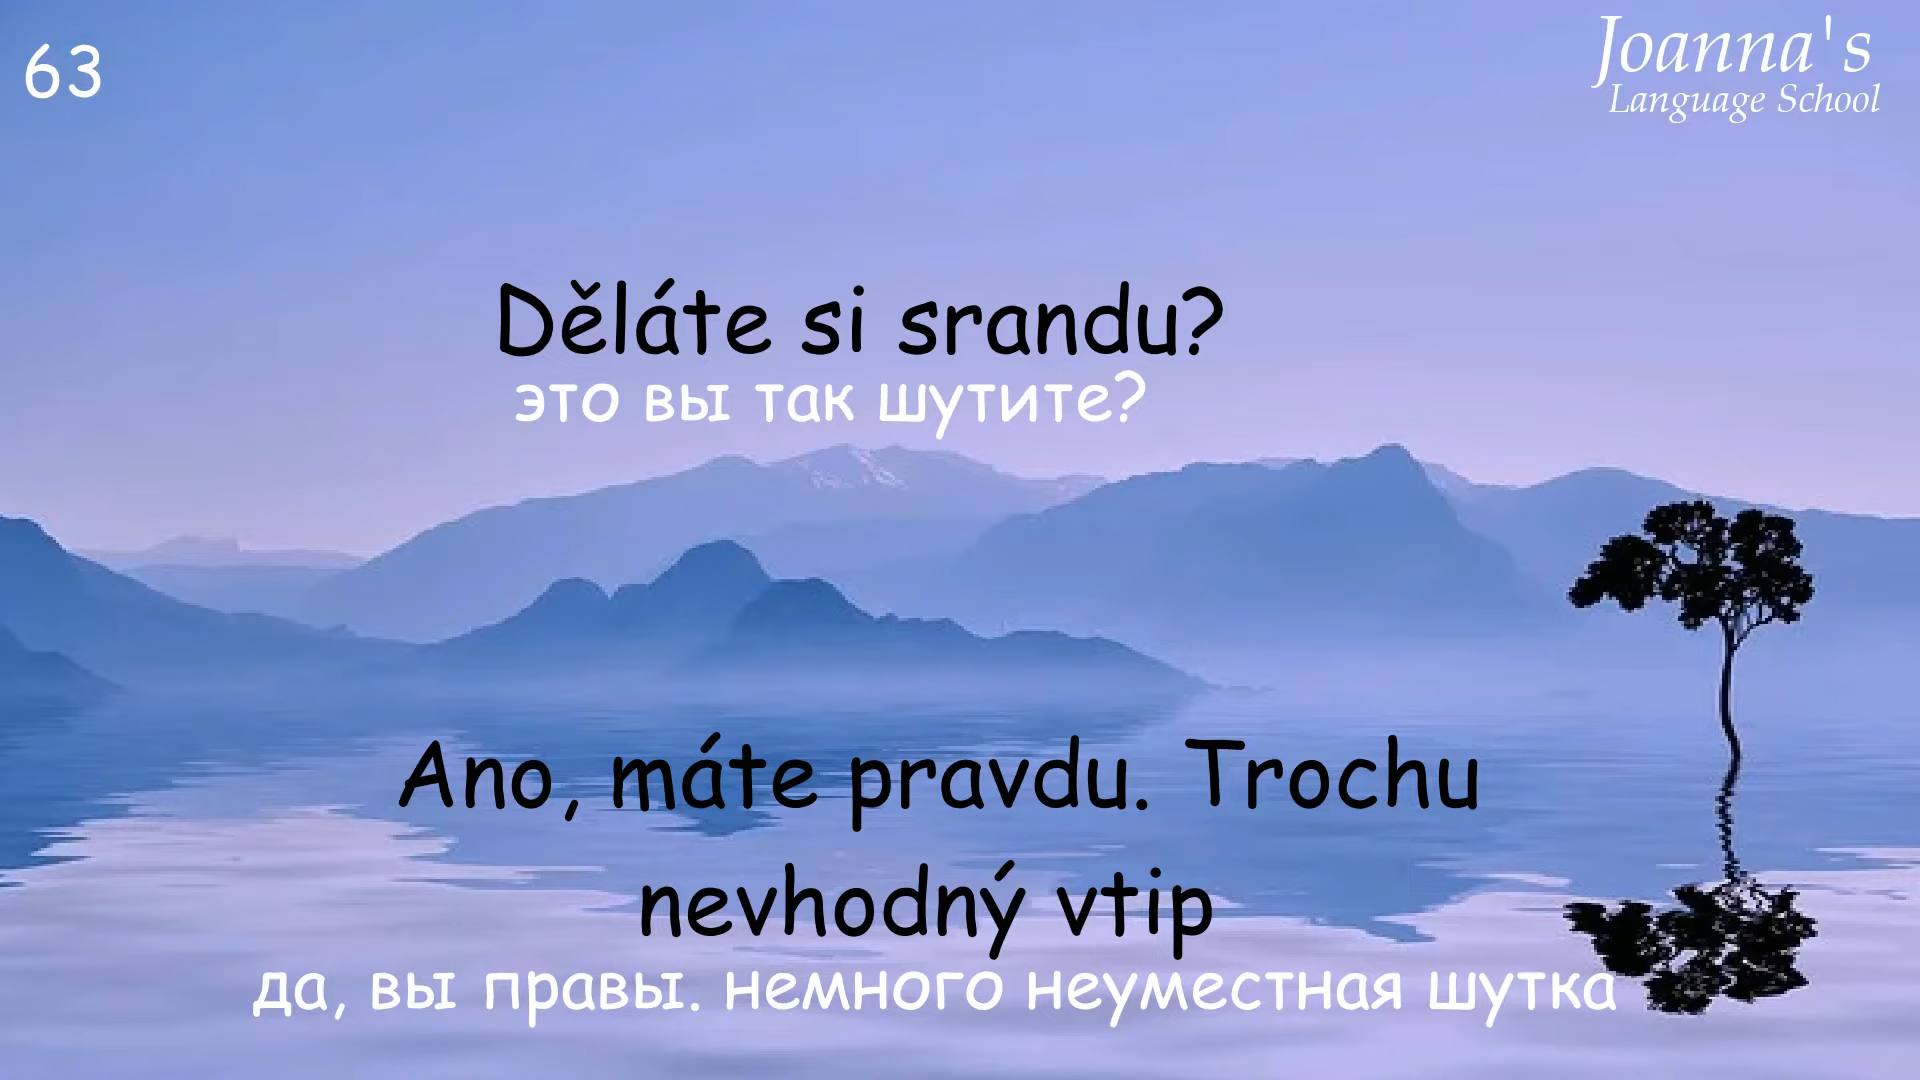 63
Joanna's
Language School
Děláte si srandu?
это вы так шутите?
Ano, máte pravdu. Trochu
nevhodný vtip
да, вы правы. немного неуместная шутка